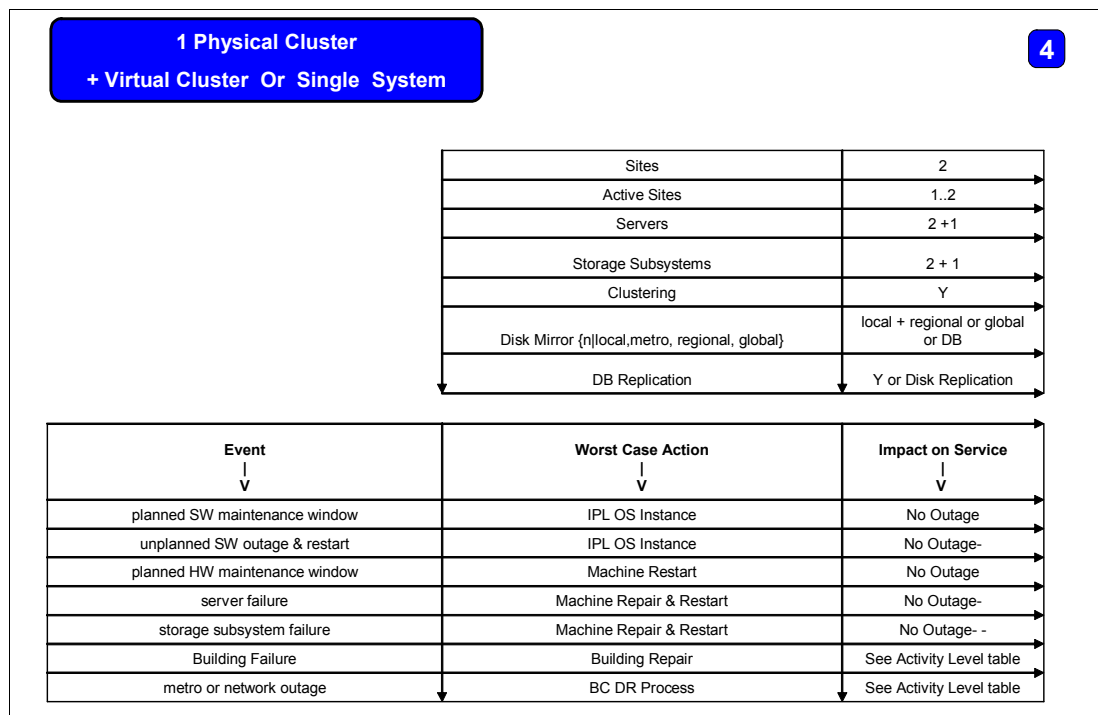 1 Physical Cluster
+ Virtual Cluster Or Single System
4
Sites 2
Active Sites 1..2
Servers 2 +1
Storage Subsystems 2 + 1
Clustering Y
Disk Mirror {n|local,metro, regional, global} local + regional or global
or DB
DB Replication Y or Disk Replication
Event Worst Case Action Impact on Service
| | |
V V V
planned SW maintenance window IPL OS Instance No Outage
unplanned SW outage & restart IPL OS Instance No Outage-
planned HW maintenance window Machine Restart No Outage
server failure Machine Repair & Restart No Outage-
storage subsystem failure Machine Repair & Restart No Outage- -
Building Failure Building Repair See Activity Level table
metro or network outage BC DR Process See Activity Level table